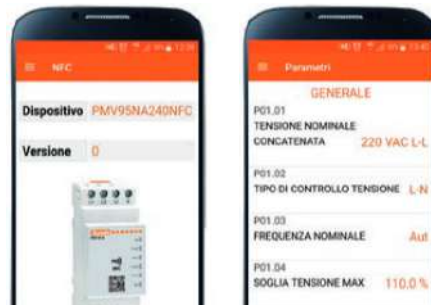 NFC
Dispositivo PMV95NA240NFC
Versione 0
Parametri
GENERALE
P01.01
TENSIONE NOMINALE
CONCATENATA 220 VAC L-L
P01.02
TIPO DI CONTROLLO TENSIONE L-N
P01.03
FREQUENZA NOMINALE Aut
P01.04
SOGLIA TENSIONE MAX 110.0 %